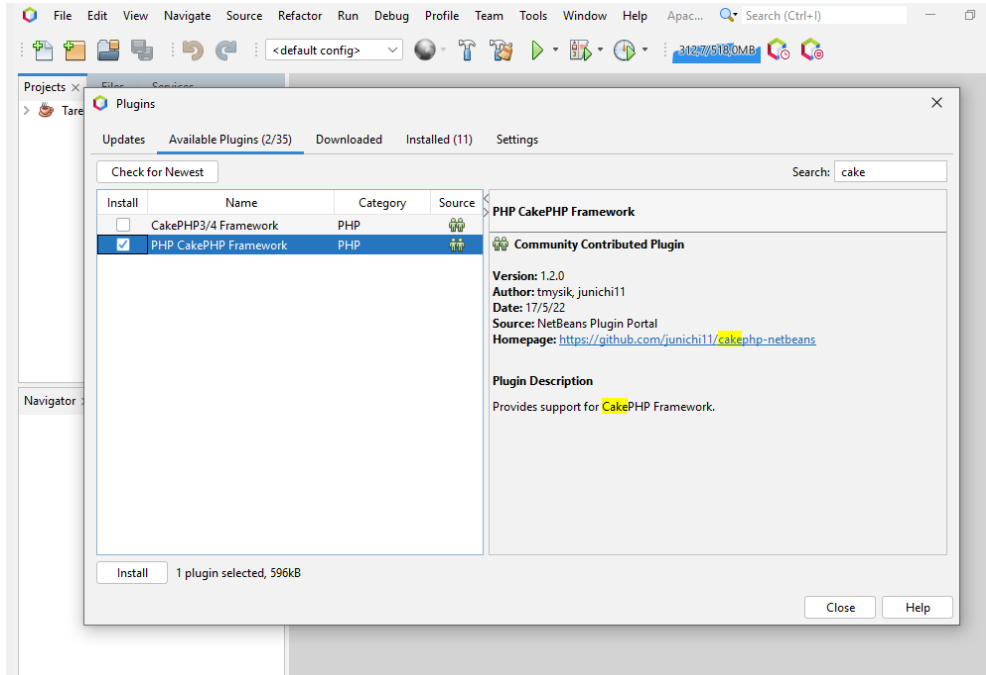 File Edit View Navigate Source Refactor Run Debug Profile Team Tools Window Help Apac... Search (Ctrl+I)
<default config> 312,7/518,0MB
Projects Files Services
Tare
Plugins
Updates Available Plugins (2/35) Downloaded Installed (11) Settings
Check for Newest Search: cake
Install Name Category Source
CakePHP3/4 Framework PHP
PHP CakePHP Framework PHP
PHP CakePHP Framework
Community Contributed Plugin
Version: 1.2.0
Author: tmysik, junichi11
Date: 17/5/22
Source: NetBeans Plugin Portal
Homepage: https://github.com/junichi11/cakephp-netbeans
Plugin Description
Provides support for CakePHP Framework.
Navigator
Install 1 plugin selected, 596kB
Close Help